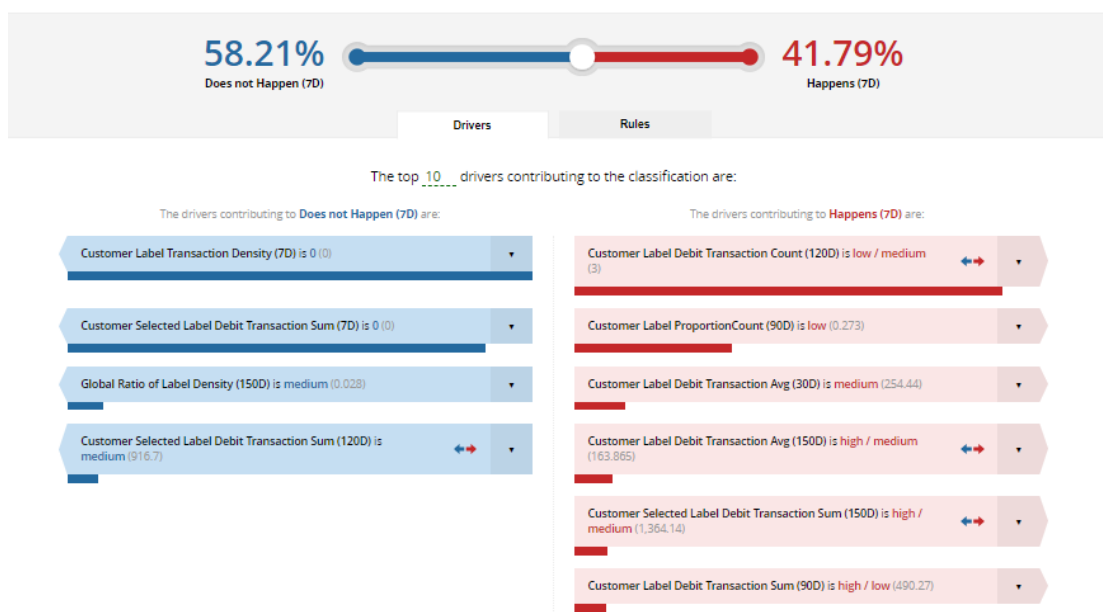 58.21%
Does not Happen (7D)
41.79%
Happens (7D)
Drivers
Rules
The top 10 drivers contributing to the classification are:
The drivers contributing to Does not Happen (7D) are:
Customer Label Transaction Density (7D) is 0 (0)
Customer Selected Label Debit Transaction Sum (7D) is 0 (0)
Global Ratio of Label Density (150D) is medium (0.028)
Customer Selected Label Debit Transaction Sum (120D) is
medium (916.7)
The drivers contributing to Happens (7D) are:
Customer Label Debit Transaction Count (120D) is low / medium
(3)
Customer Label ProportionCount (90D) is low (0.273)
Customer Label Debit Transaction Avg (30D) is medium (254.44)
Customer Label Debit Transaction Avg (150D) is high / medium
(163.865)
Customer Selected Label Debit Transaction Sum (150D) is high /
medium (1,364.14)
Customer Label Debit Transaction Sum (90D) is high / low (490.27)